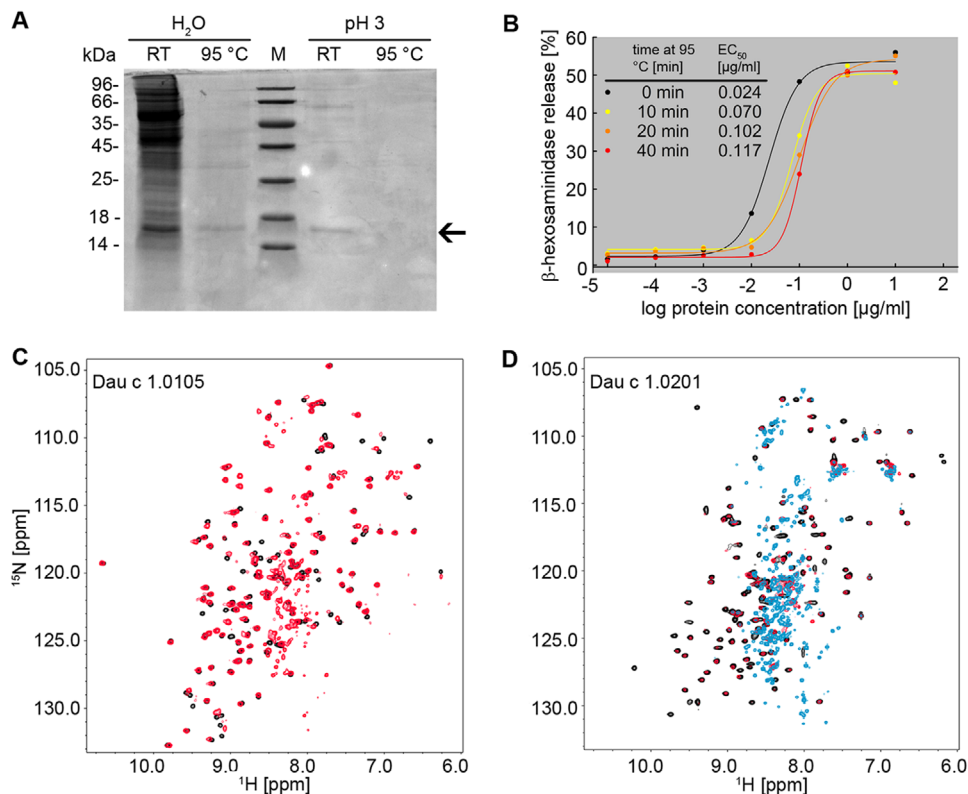 A
H₂O
pH 3
kDa RT 95 °C M RT 95 °C
96-
66-
35-
45-
25-
18 -
14 -
B
β-hexosaminidase release [%]
60
50
40
30
20
10
0
time at 95 °C [min] EC₅₀ [µg/ml]
0 min 0.024
10 min 0.070
20 min 0.102
40 min 0.117
-5 -4 -3 -2 -1 0 1 2
log protein concentration [µg/ml]
C
Dau c 1.0105
¹⁵N [ppm]
105.0
110.0
115.0
120.0
125.0
130.0
10.0 9.0 8.0 7.0 6.0
¹H [ppm]
D
Dau c 1.0201
¹⁵N [ppm]
105.0
110.0
115.0
120.0
125.0
130.0
10.0 9.0 8.0 7.0 6.0
¹H [ppm]